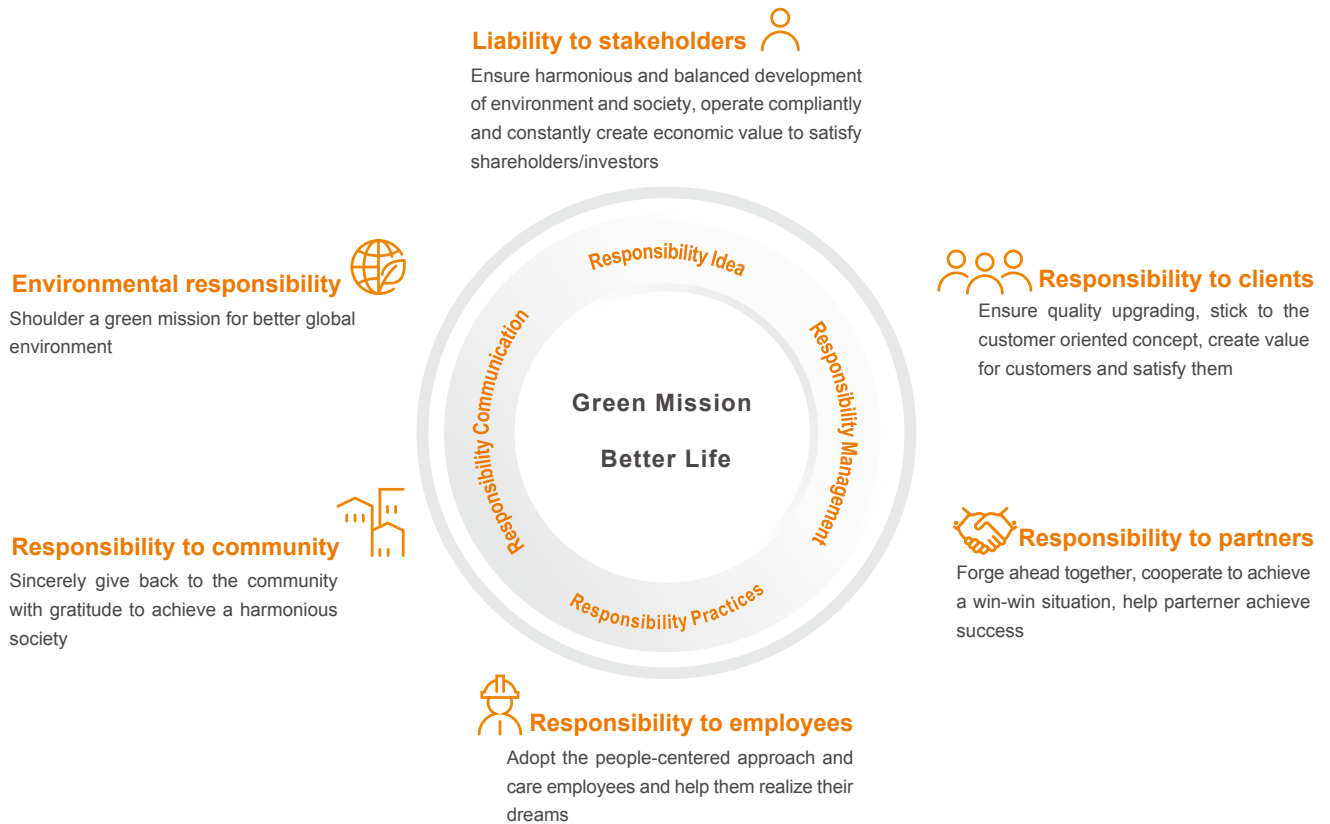 Liability to stakeholders
Ensure harmonious and balanced development
of environment and society, operate compliantly
and constantly create economic value to satisfy
shareholders/investors
Environmental responsibility
Shoulder a green mission for better global
environment
Responsibility to clients
Ensure quality upgrading, stick to the
customer oriented concept, create value
for customers and satisfy them
Responsibility Idea
Responsibility Communication
Responsibility Management
Responsibility Practices
Green Mission
Better Life
Responsibility to community
Sincerely give back to the community
with gratitude to achieve a harmonious
society
Responsibility to partners
Forge ahead together, cooperate to achieve
a win-win situation, help parterner achieve
success
Responsibility to employees
Adopt the people-centered approach and
care employees and help them realize their
dreams